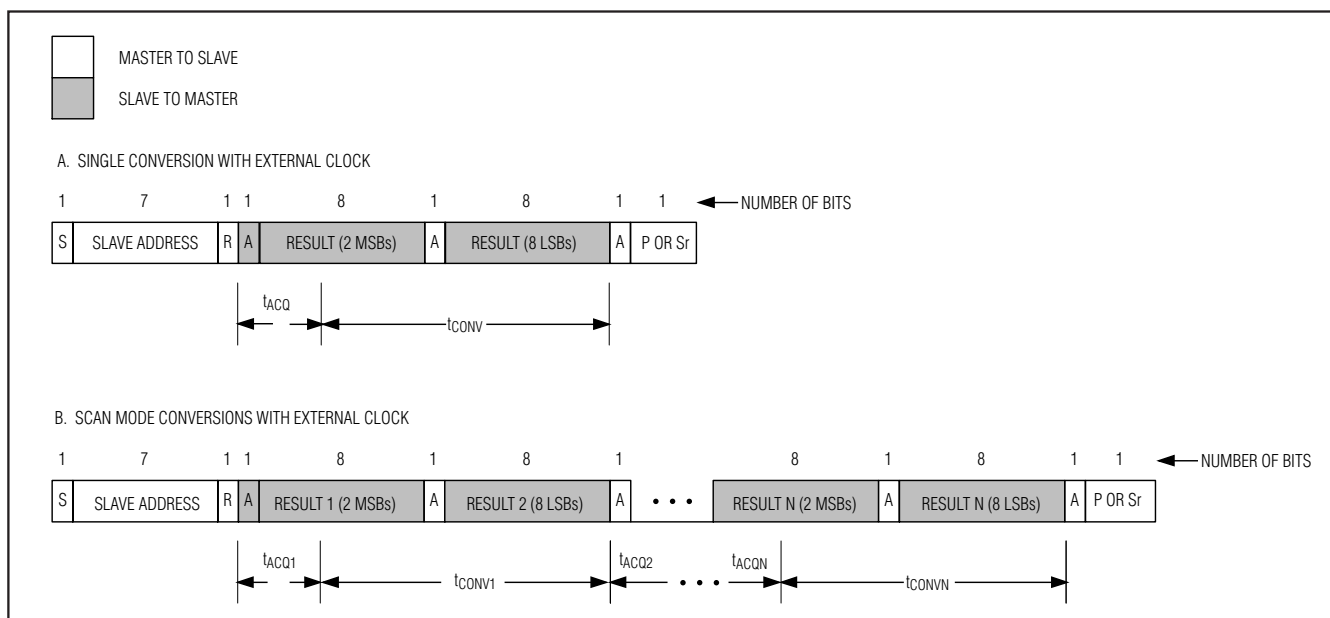 MASTER TO SLAVE
SLAVE TO MASTER
A. SINGLE CONVERSION WITH EXTERNAL CLOCK
1 7 1 1 8 1 8 1 1 NUMBER OF BITS
S SLAVE ADDRESS R A RESULT (2 MSBs) A RESULT (8 LSBs) A P OR Sr
tACQ
tCONV
B. SCAN MODE CONVERSIONS WITH EXTERNAL CLOCK
1 7 1 1 8 1 8 1 8 1 8 1 1 NUMBER OF BITS
S SLAVE ADDRESS R A RESULT 1 (2 MSBs) A RESULT 2 (8 LSBs) A • • • RESULT N (2 MSBs) A RESULT N (8 LSBs) A P OR Sr
tACQ1 tACQ2 tACQN
tCONV1 • • • tCONVN